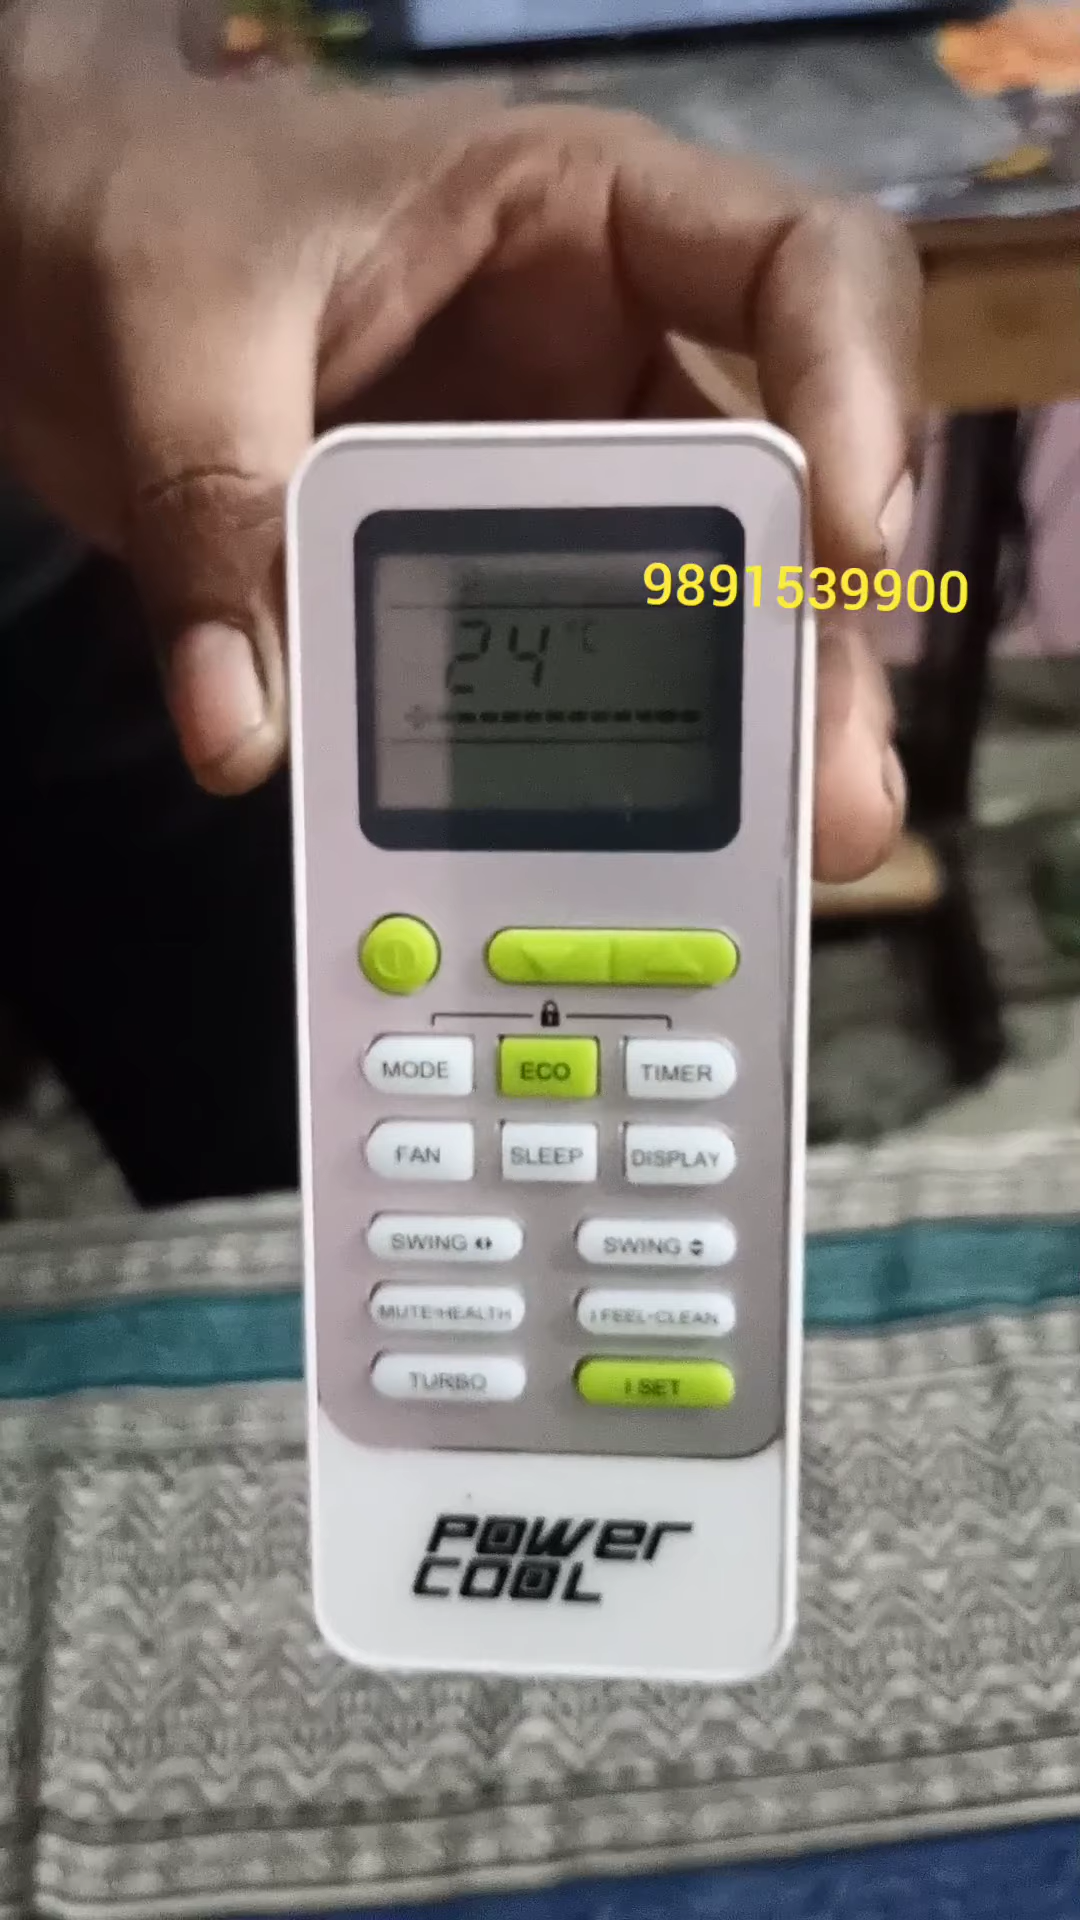 9891539900
24 °C
MODE ECO TIMER
FAN SLEEP DISPLAY
SWING SWING
MUTE·HEALTH I FEEL·CLEAN
TURBO I SET
POWER
COOL